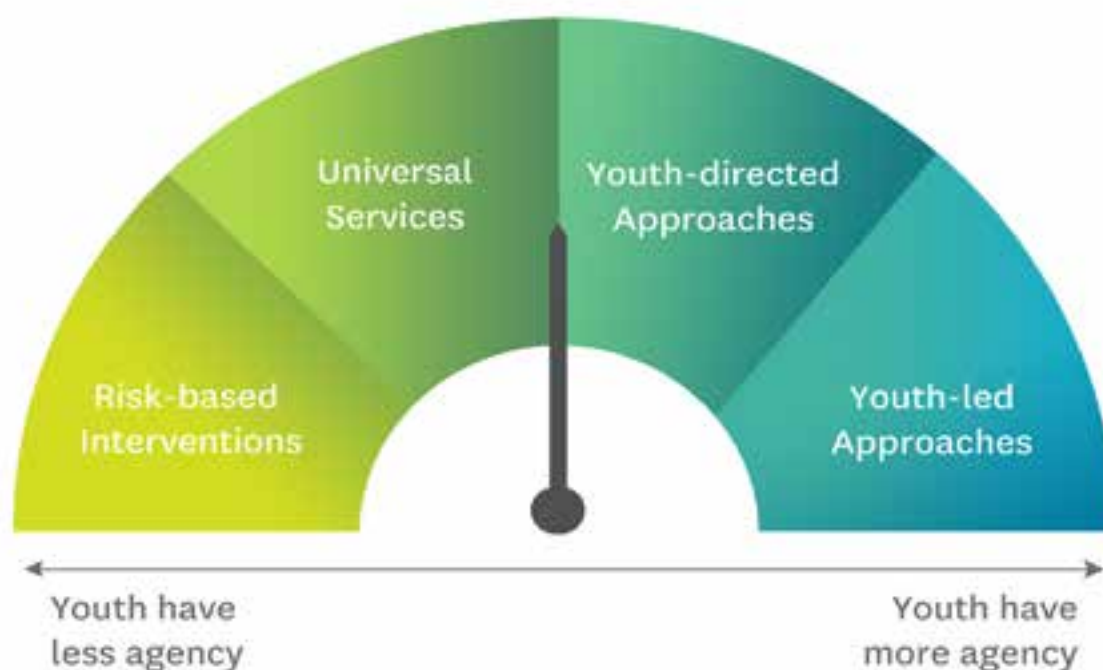 Universal
Services
Youth-directed
Approaches
Risk-based
Interventions
Youth-led
Approaches
Youth have
less agency
Youth have
more agency